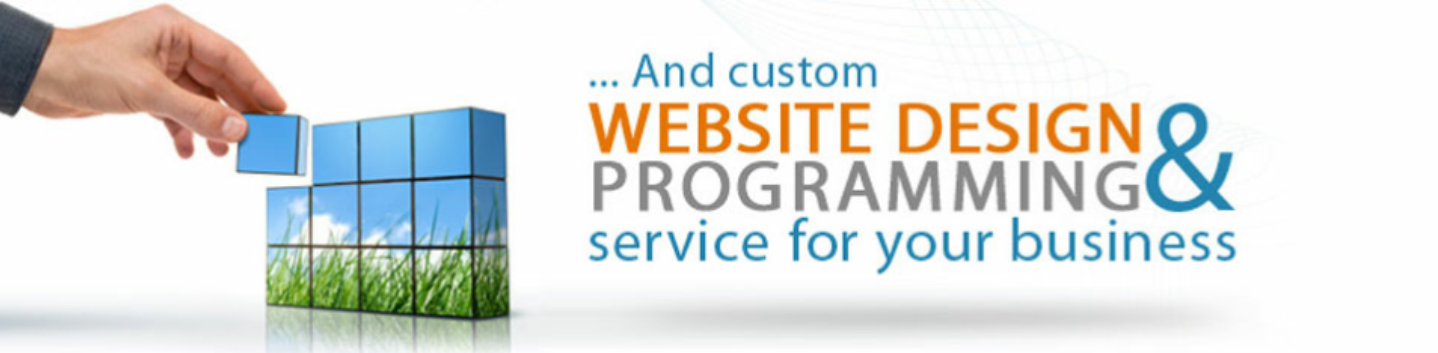 ... And custom
WEBSITE DESIGN &
PROGRAMMING
service for your business